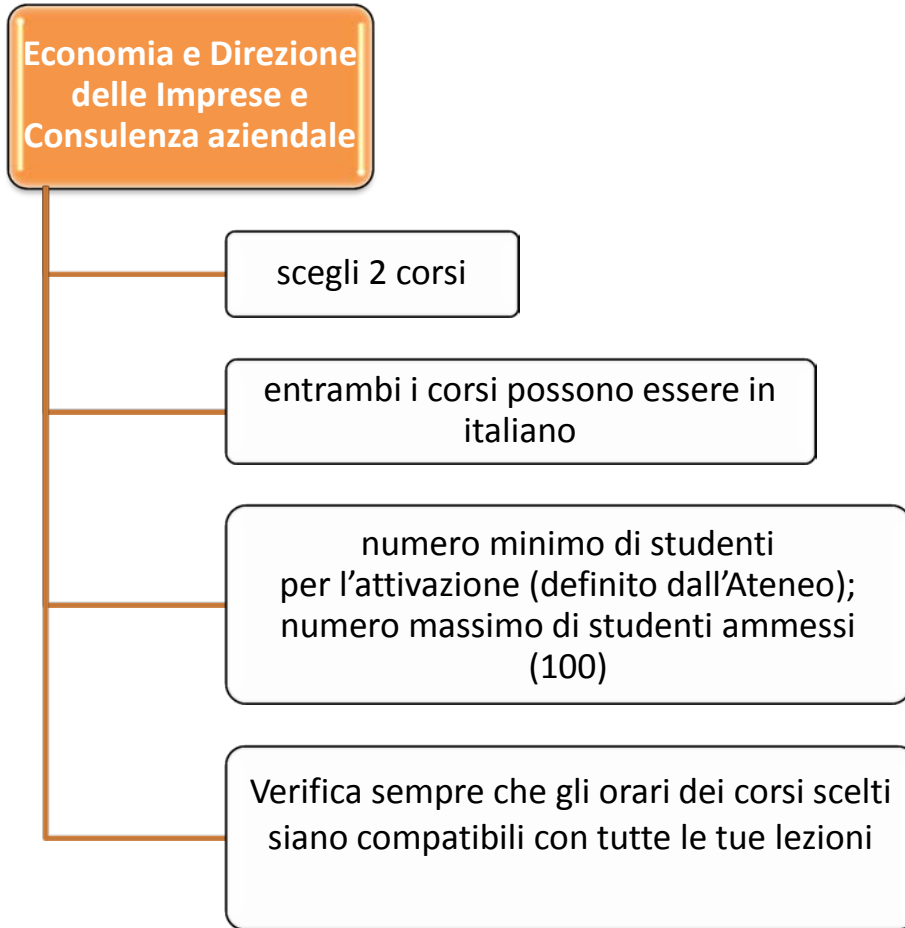 Economia e Direzione
delle Imprese e
Consulenza aziendale
scegli 2 corsi
entrambi i corsi possono essere in
italiano
numero minimo di studenti
per l’attivazione (definito dall’Ateneo);
numero massimo di studenti ammessi
(100)
Verifica sempre che gli orari dei corsi scelti
siano compatibili con tutte le tue lezioni